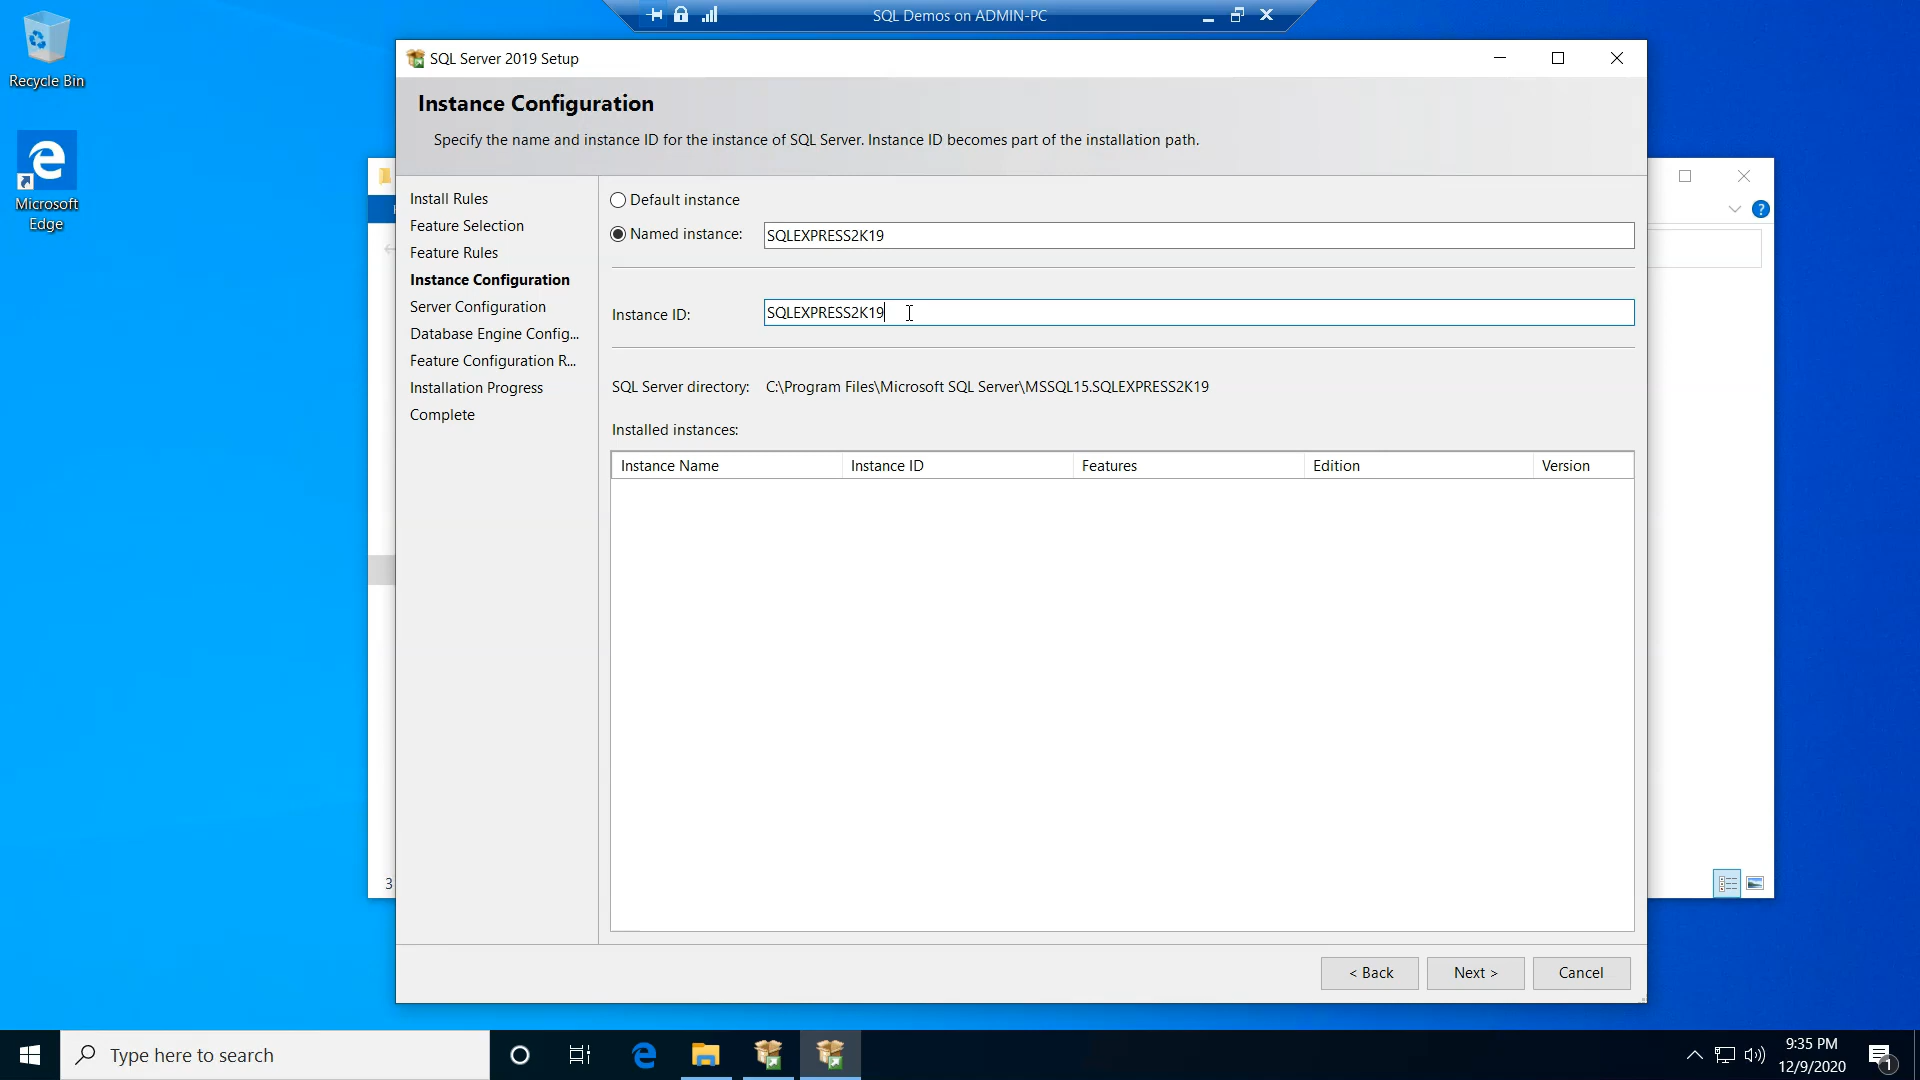 SQL Demos on ADMIN-PC
Recycle Bin
Microsoft
Edge
SQL Server 2019 Setup
Instance Configuration
Specify the name and instance ID for the instance of SQL Server. Instance ID becomes part of the installation path.
Install Rules
Feature Selection
Feature Rules
Instance Configuration
Server Configuration
Database Engine Config...
Feature Configuration R...
Installation Progress
Complete
Default instance
Named instance: SQLEXPRESS2K19
Instance ID: SQLEXPRESS2K19
SQL Server directory: C:\Program Files\Microsoft SQL Server\MSSQL15.SQLEXPRESS2K19
Installed instances:
Instance Name Instance ID Features Edition Version
3
< Back Next > Cancel
Type here to search
9:35 PM
12/9/2020
1